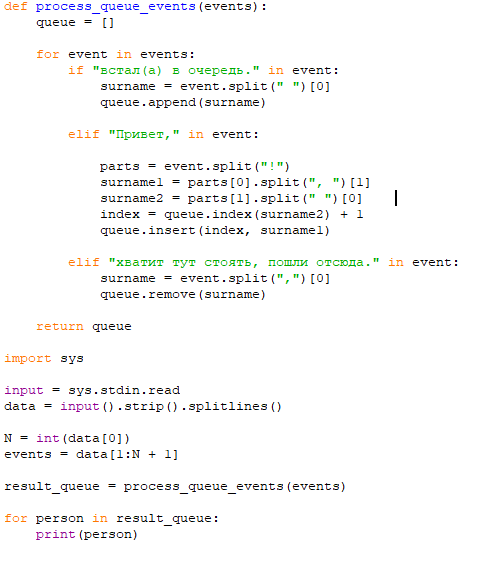 def process_queue_events(events):
    queue = []
    for event in events:
        if "встал(а) в очередь." in event:
            surname = event.split(" ")[0]
            queue.append(surname)
        elif "Привет," in event:
            parts = event.split("!")
            surname1 = parts[0].split(", ")[1]
            surname2 = parts[1].split(" ")[0]
            index = queue.index(surname2) + 1
            queue.insert(index, surname1)
        elif "хватит тут стоять, пошли отсюда." in event:
            surname = event.split(",")[0]
            queue.remove(surname)
    return queue
import sys
input = sys.stdin.read
data = input().strip().splitlines()
N = int(data[0])
events = data[1:N + 1]
result_queue = process_queue_events(events)
for person in result_queue:
    print(person)